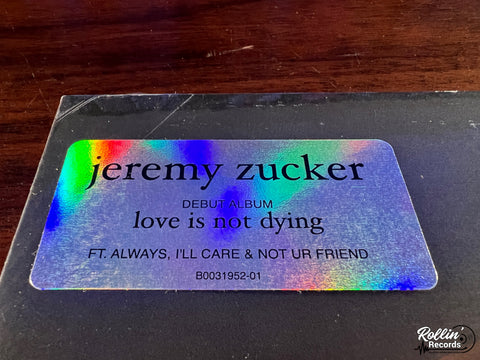 jeremy zucker
DEBUT ALBUM
love is not dying
FT. ALWAYS, I'LL CARE & NOT UR FRIEND
B0031952-01
Rollin'
Records